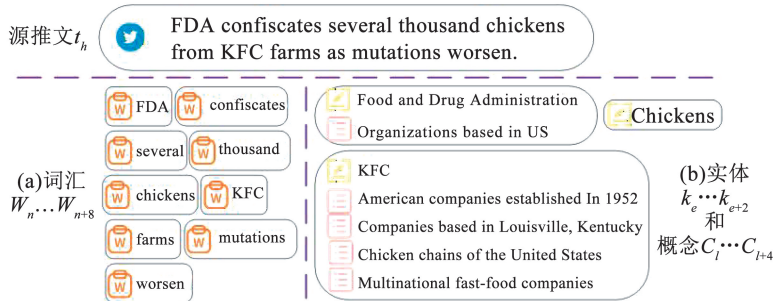 源推文t_h
FDA confiscates several thousand chickens
from KFC farms as mutations worsen.
(a)词汇
W_n…W_{n+8}
W FDA W confiscates
W several W thousand
W chickens W KFC
W farms W mutations
W worsen
Food and Drug Administration
Organizations based in US
Chickens
KFC
American companies established In 1952
Companies based in Louisville, Kentucky
Chicken chains of the United States
Multinational fast-food companies
(b)实体
k_e…k_{e+2}
和
概念C_l…C_{l+4}